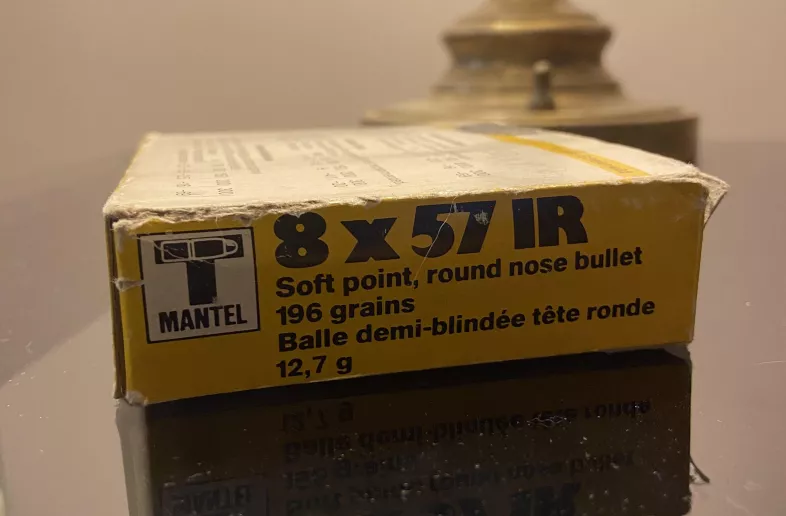 8 x 57 IR
Soft point, round nose bullet
196 grains
Balle demi-blindée tête ronde
12,7 g
T
MANTEL